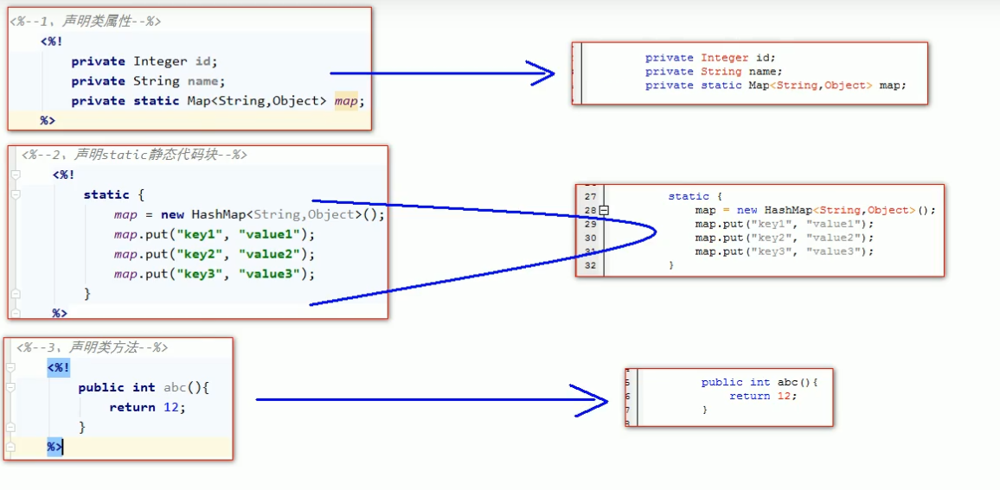 <%--1、声明类属性--%>
<%!
private Integer id;
private String name;
private static Map<String,Object> map;
%>
private Integer id;
private String name;
private static Map<String,Object> map;
<%--2、声明static静态代码块--%>
<%!
static {
map = new HashMap<String,Object>();
map.put("key1", "value1");
map.put("key2", "value2");
map.put("key3", "value3");
}
%>
27 static {
28 map = new HashMap<String,Object>();
29 map.put("key1", "value1");
30 map.put("key2", "value2");
31 map.put("key3", "value3");
32 }
<%--3、声明类方法--%>
<%!
public int abc(){
return 12;
}
%>
5 public int abc(){
6 return 12;
7 }